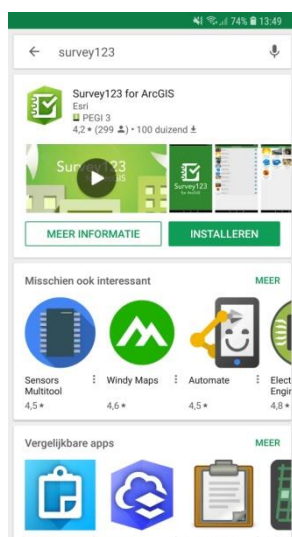 74% 13:49
survey123
Survey123 for ArcGIS
Esri
PEGI 3
4,2 ★ (299) • 100 duizend
Survey123
Survey123
for ArcGIS
MEER INFORMATIE INSTALLEREN
Misschien ook interessant MEER
Sensors Multitool
Windy Maps
Automate
Elect
Engir
4,5 ★ 4,6 ★ 4,5 ★ 4,8 ★
Vergelijkbare apps MEER